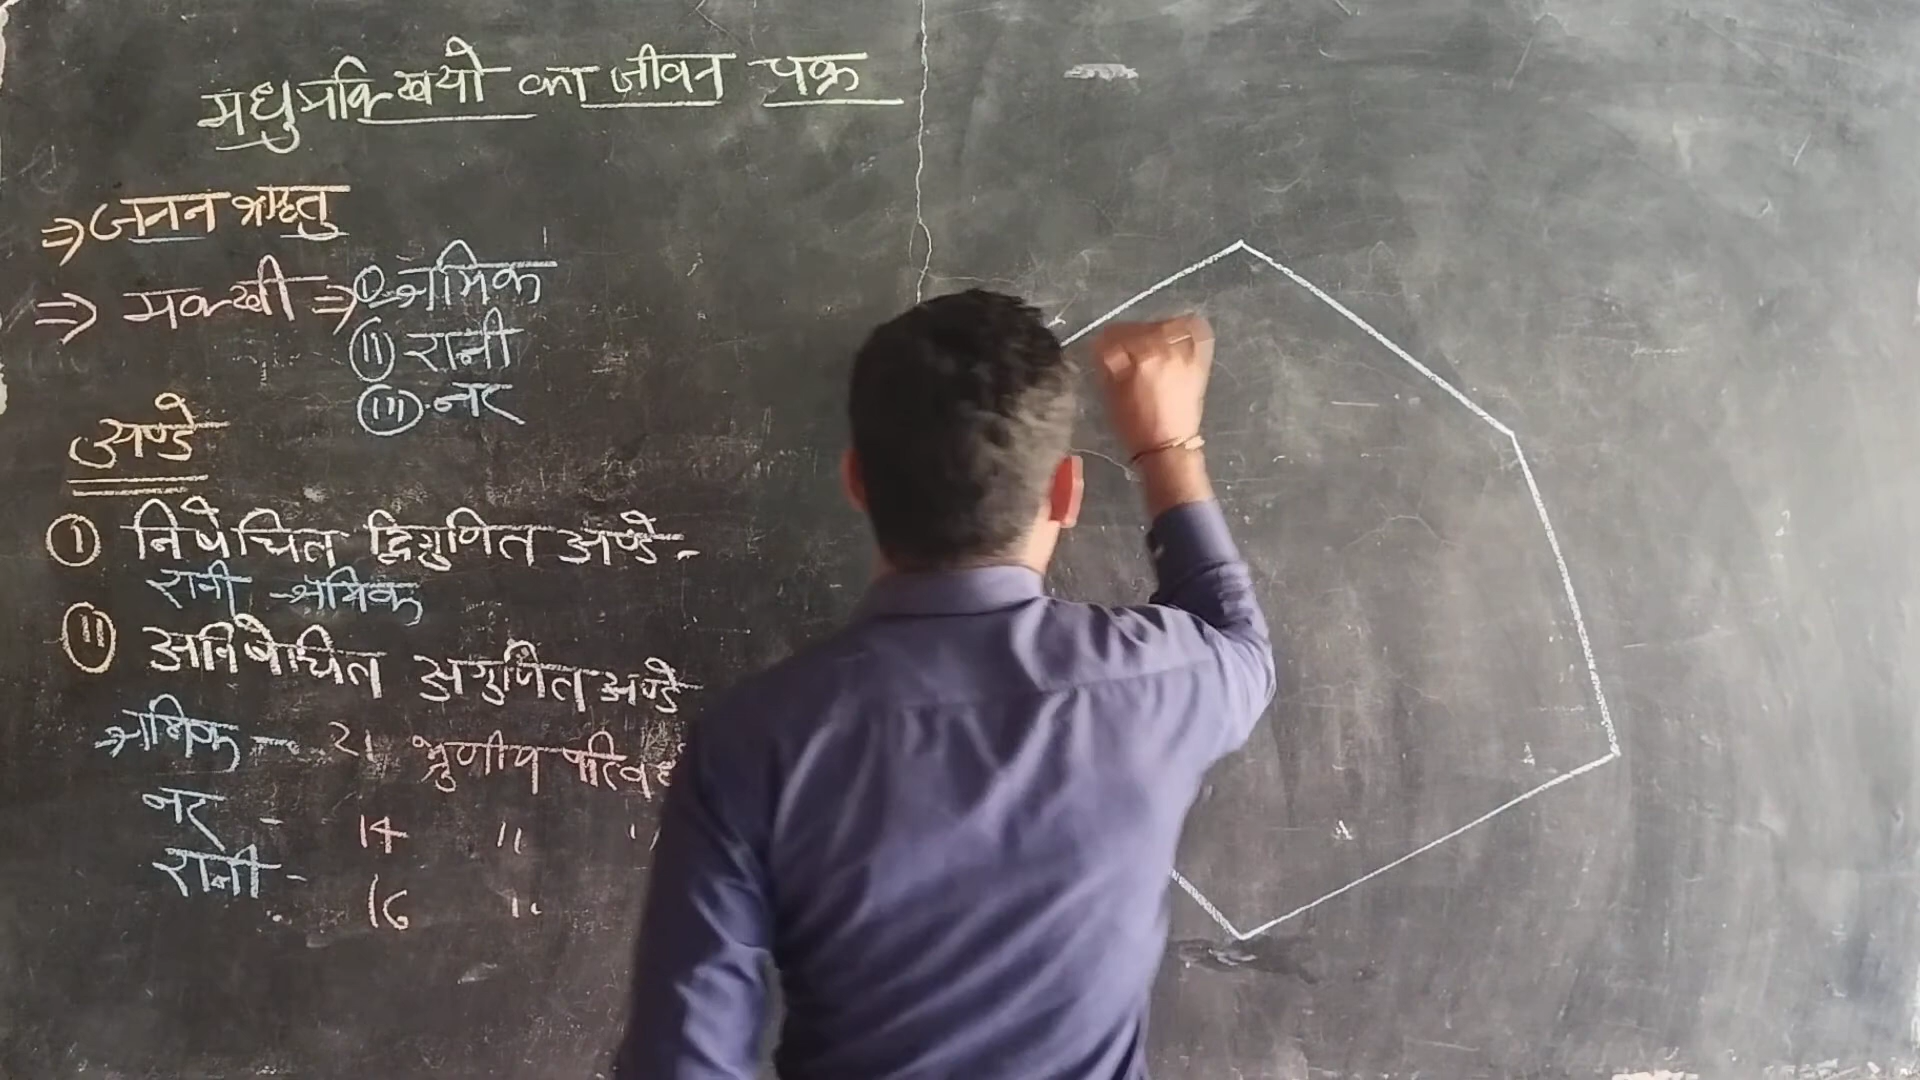 मधुमक्खियो का जीवन चक्र
⇒ जनन ऋतु
⇒ मक्खी ⇒ (I) श्रमिक
(II) रानी
(III) नर
अण्डे
(1) निषेचित द्विगुणित अण्डे -
रानी - श्रमिक
(II) अनिषेचित अगुणित अण्डे
श्रमिक - 21 भ्रुणीय
नर - 14 " "
रानी - 16 "